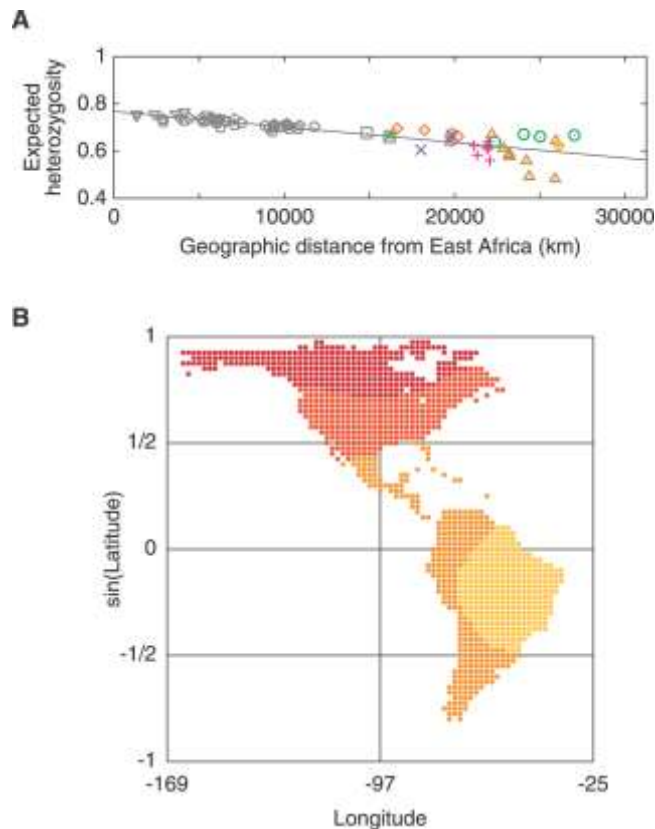 A
Expected
heterozygosity
1
0.8
0.6
0.4
0
10000
20000
30000
Geographic distance from East Africa (km)
B
sin(Latitude)
1
1/2
0
-1/2
-1
-169
-97
-25
Longitude